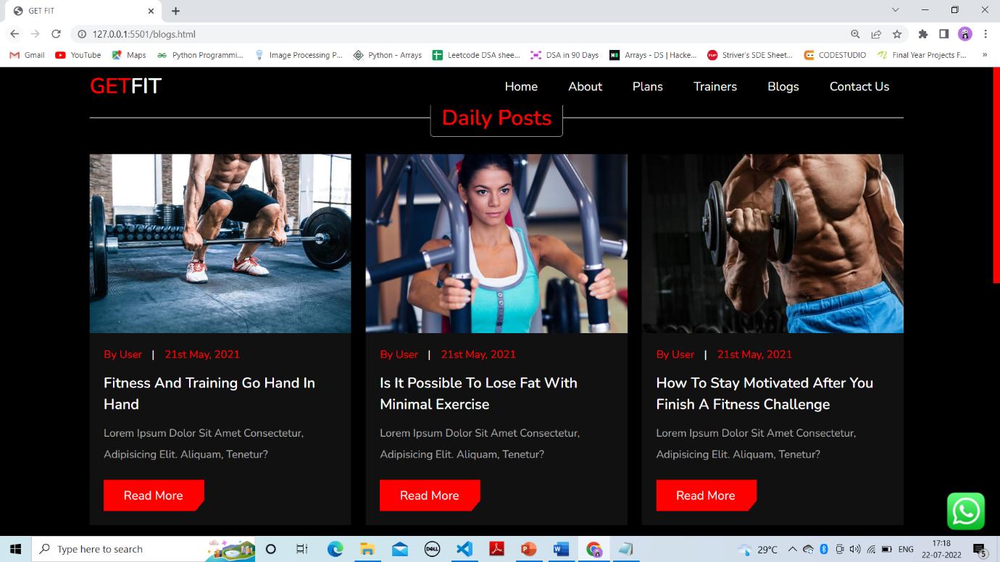 GET FIT
127.0.0.1:5501/blogs.html
Gmail YouTube Maps Python Programmi... Image Processing P... Python - Arrays Leetcode DSA shee... DSA in 90 Days Arrays - DS | Hacke... Striver's SDE Sheet... CODESTUDIO Final Year Projects F... »
GETFIT Home About Plans Trainers Blogs Contact Us
Daily Posts
By User | 21st May, 2021
Fitness And Training Go Hand In
Hand
Lorem Ipsum Dolor Sit Amet Consectetur,
Adipisicing Elit. Aliquam, Tenetur?
Read More
By User | 21st May, 2021
Is It Possible To Lose Fat With
Minimal Exercise
Lorem Ipsum Dolor Sit Amet Consectetur,
Adipisicing Elit. Aliquam, Tenetur?
Read More
By User | 21st May, 2021
How To Stay Motivated After You
Finish A Fitness Challenge
Lorem Ipsum Dolor Sit Amet Consectetur,
Adipisicing Elit. Aliquam, Tenetur?
Read More
Type here to search
DELL
29°C
ENG
17:18
22-07-2022
5